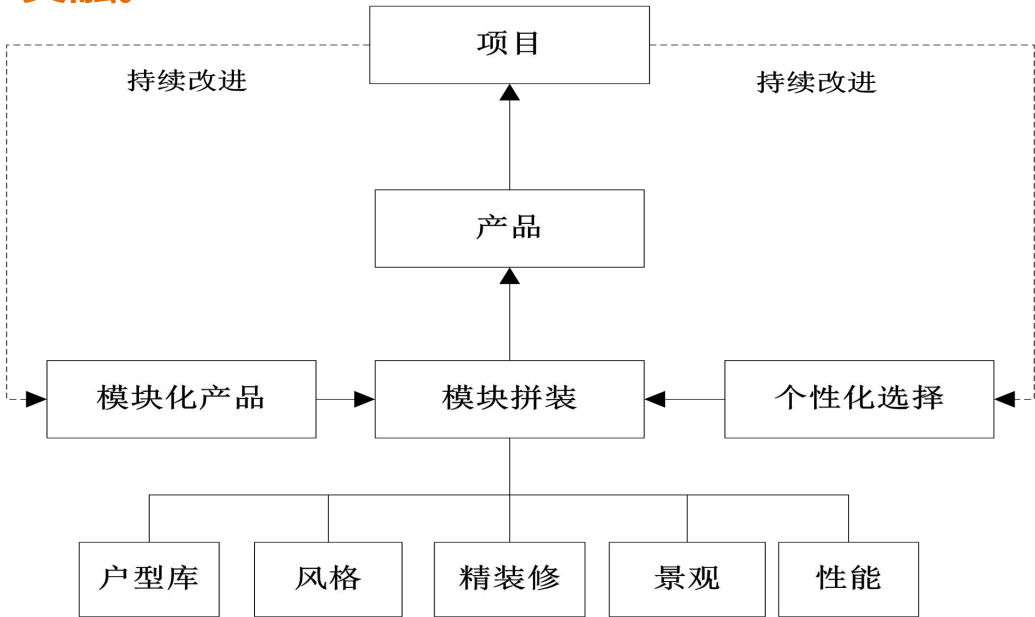 项目
持续改进
持续改进
产品
模块化产品
模块拼装
个性化选择
户型库
风格
精装修
景观
性能